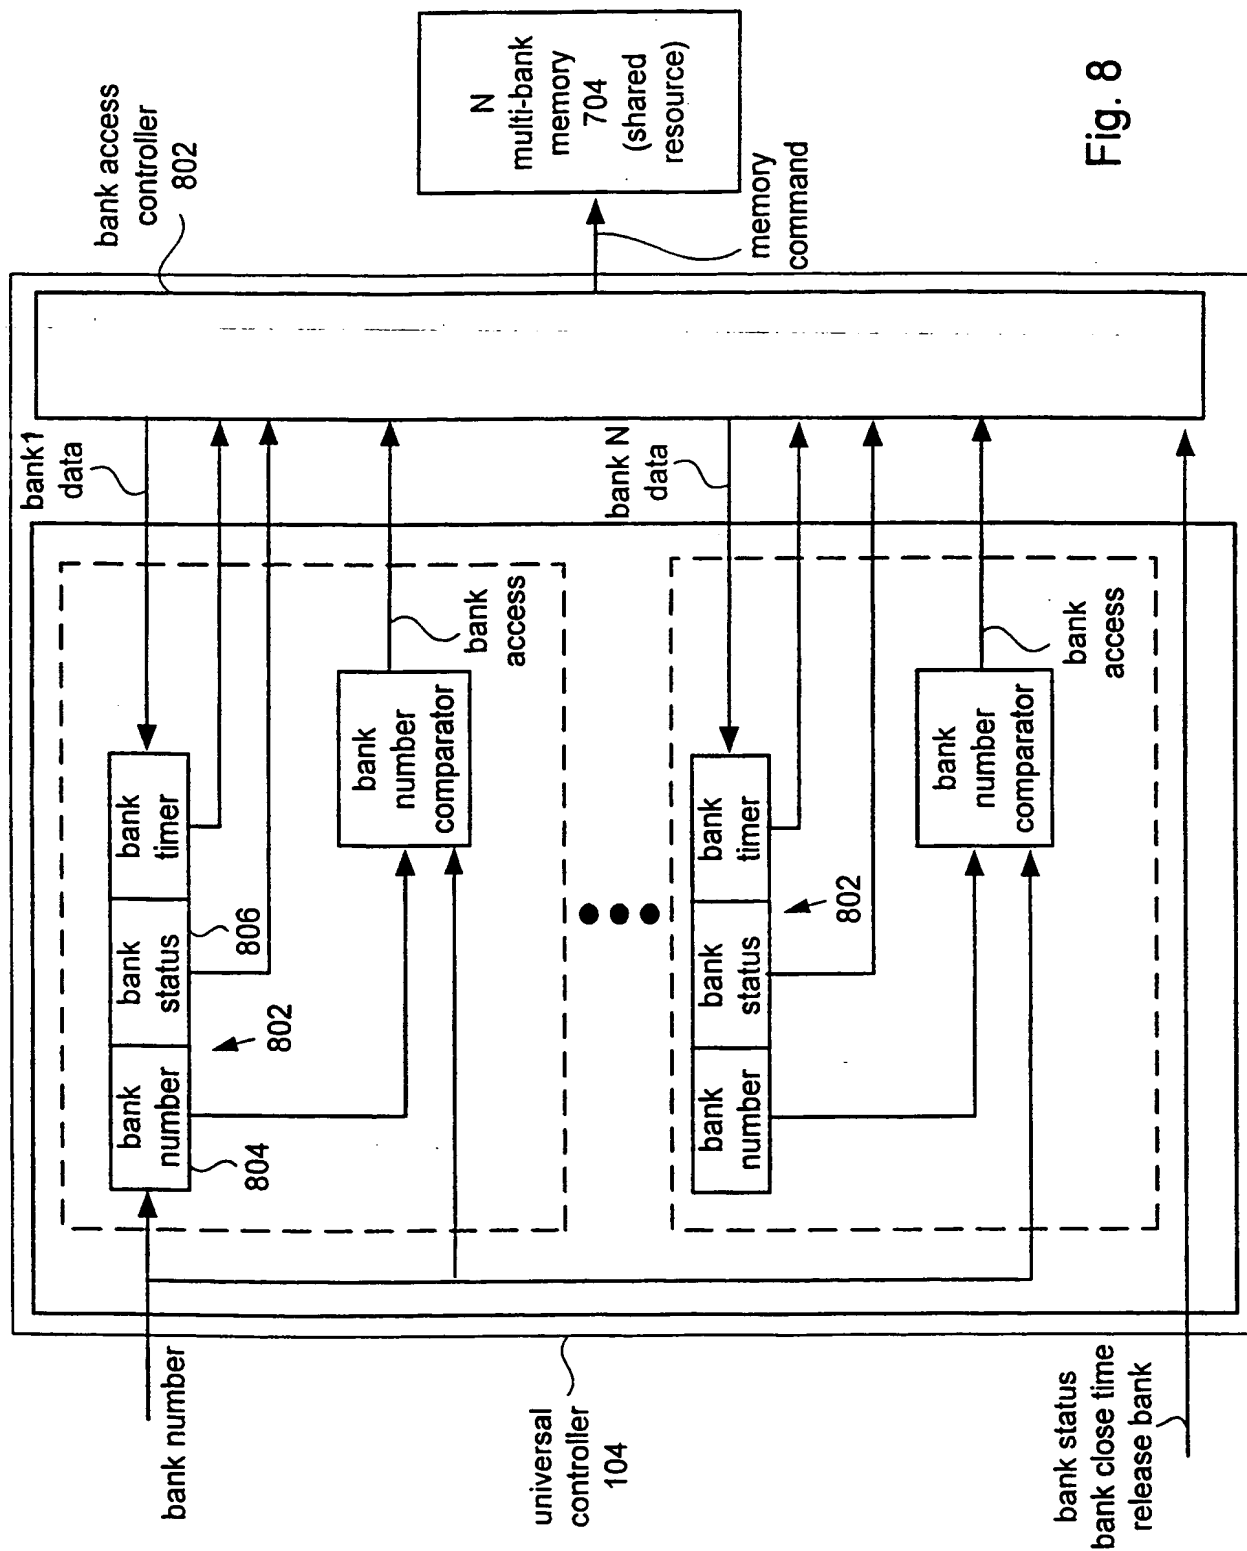 bank number
universal
controller
104
bank status
bank close time
release bank
bank
number
804
bank
status
806
bank
timer
802
bank
number
comparator
bank
access
bank1
data
bank access
controller
802
bank
number
bank
status
bank
timer
802
bank
number
comparator
bank
access
bank N
data
memory
command
N
multi-bank
memory
704
(shared
resource)
Fig. 8